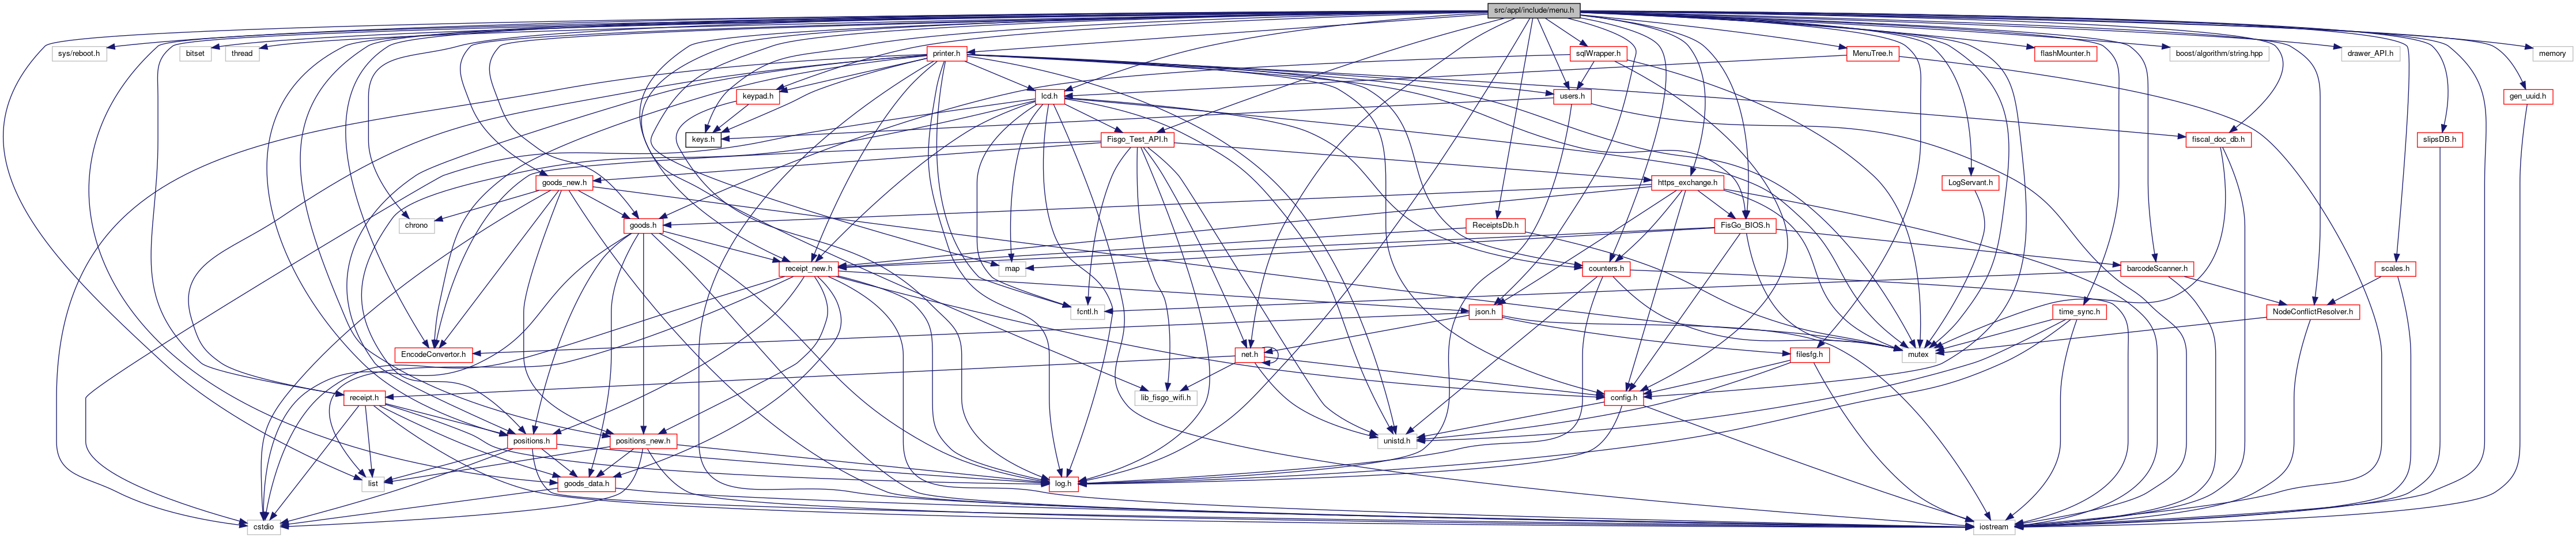 src/appl/include/menu.h
sys/reboot.h
bitset
thread
printer.h
sqlWrapper.h
MenuTree.h
flashMounter.h
boost/algorithm/string.hpp
drawer_API.h
memory
keypad.h
lcd.h
users.h
gen_uuid.h
keys.h
Fisgo_Test_API.h
fiscal_doc_db.h
slipsDB.h
goods_new.h
https_exchange.h
LogServant.h
chrono
goods.h
ReceiptsDb.h
FisGo_BIOS.h
receipt_new.h
map
counters.h
barcodeScanner.h
scales.h
fcntl.h
json.h
time_sync.h
NodeConflictResolver.h
EncodeConvertor.h
net.h
filesfg.h
mutex
receipt.h
lib_fisgo_wifi.h
config.h
positions.h
positions_new.h
unistd.h
list
goods_data.h
log.h
cstdio
iostream